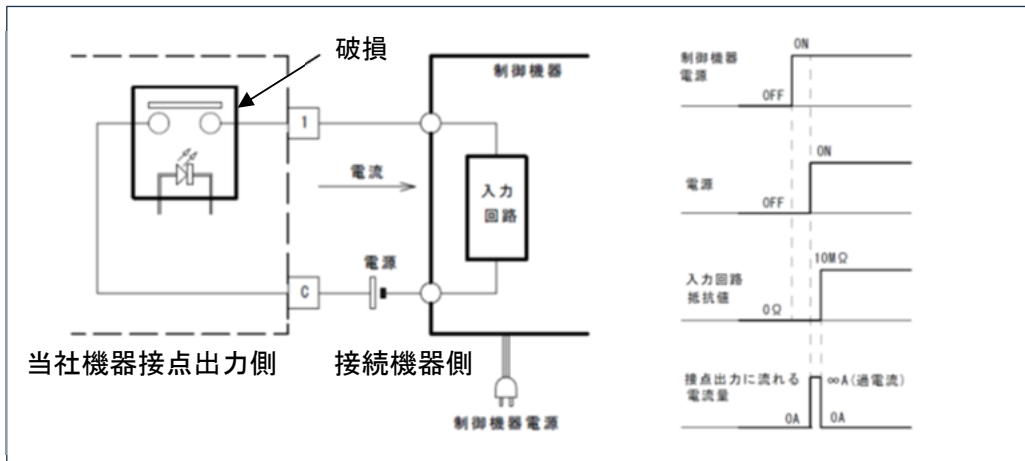 破損
制御機器
1
電流
入力
回路
電源
C
当社機器接点出力側
接続機器側
制御機器電源
制御機器
電源
ON
OFF
電源
ON
OFF
入力回路
抵抗値
10MΩ
0Ω
接点出力に流れる
電流量
∞A(過電流)
0A
0A